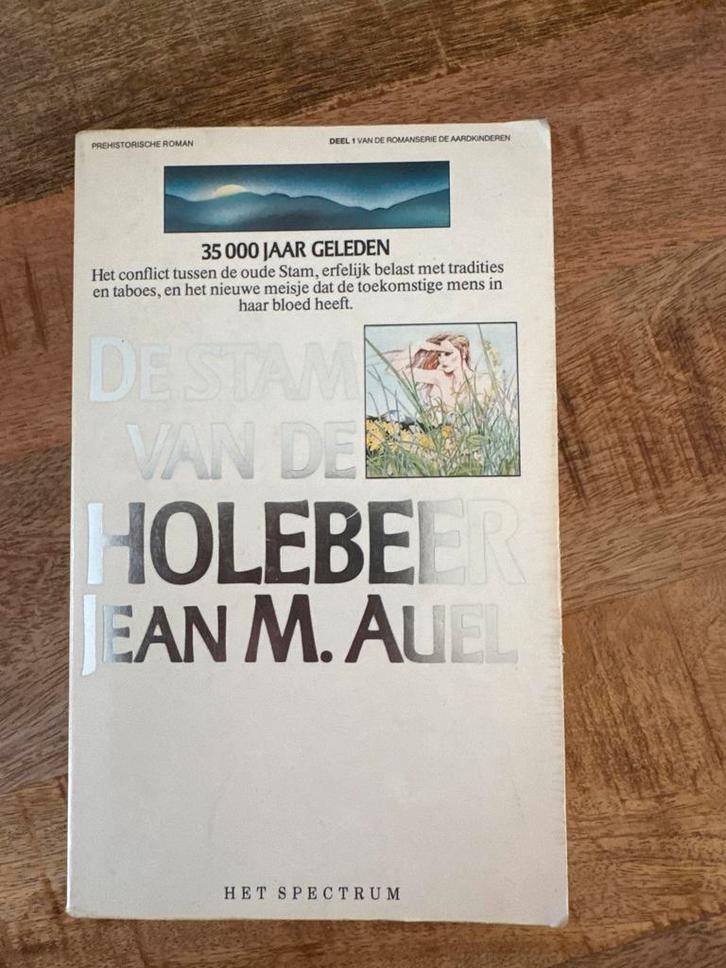 PREHISTORISCHE ROMAN
DEEL 1 VAN DE ROMANSERIE DE AARDKINDEREN
35 000 JAAR GELEDEN
Het conflict tussen de oude Stam, erfelijk belast met tradities
en taboes, en het nieuwe meisje dat de toekomstige mens in
haar bloed heeft.
DE STAM
VAN DE
HOLEBEER
JEAN M. AUEL
HET SPECTRUM